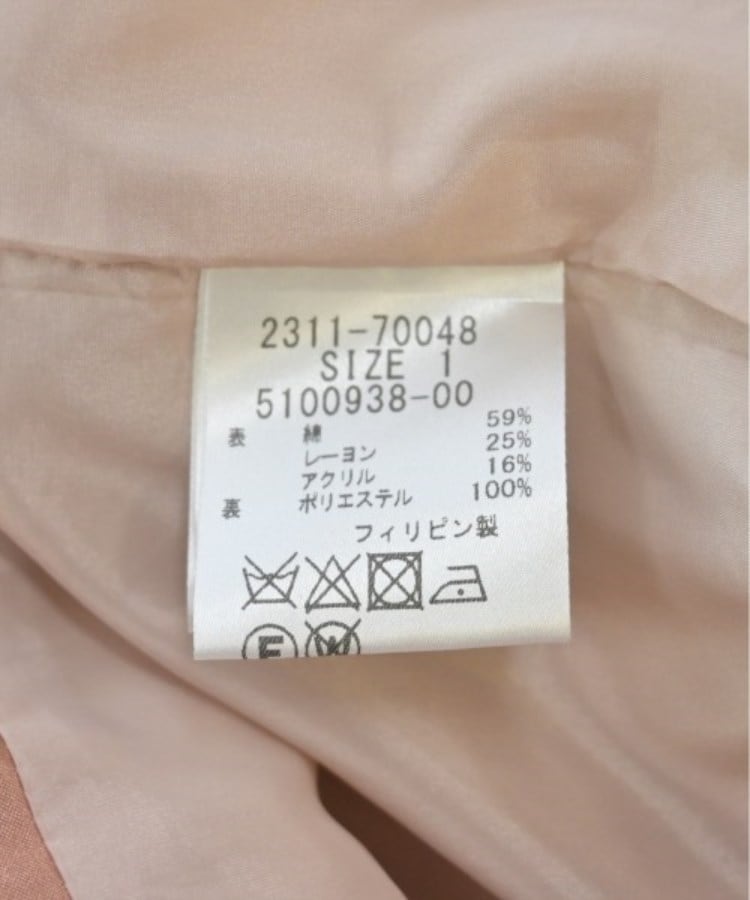 2311-70048
SIZE 1
5100938-00
表 綿 59%
レーヨン 25%
アクリル 16%
裏 ポリエステル 100%
フィリピン製
F W